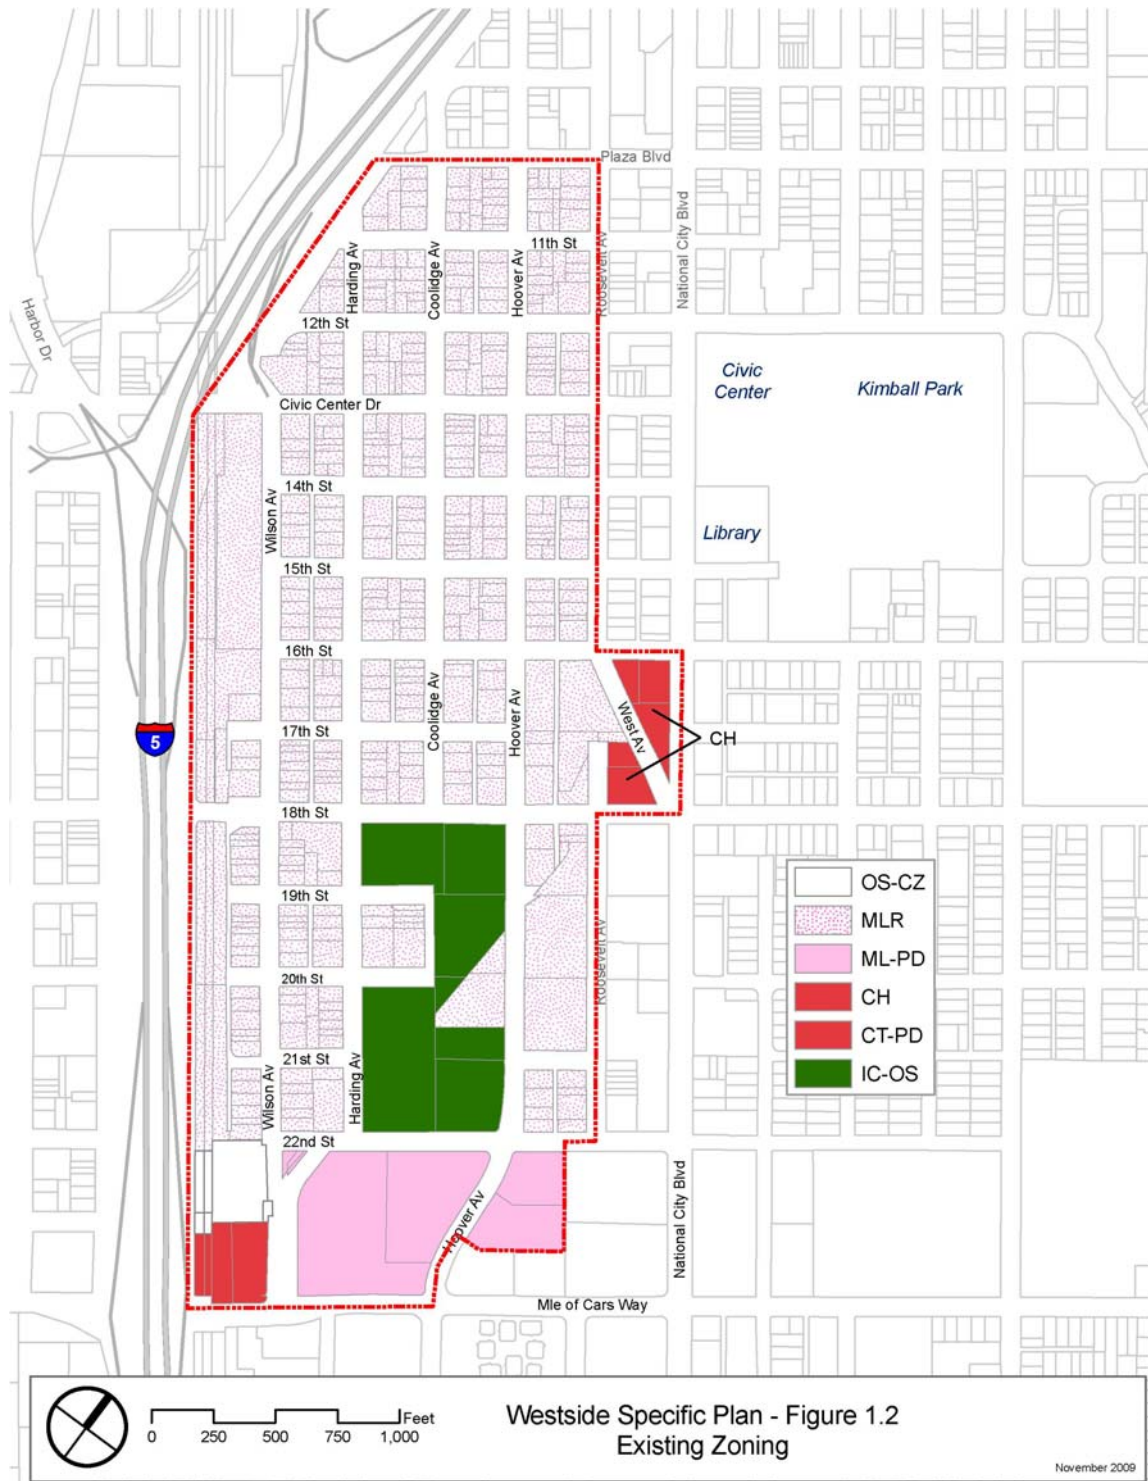 Plaza Blvd
11th St
Harding Av
Coolidge Av
Hoover Av
Roosevelt Av
National City Blvd
Harbor Dr
12th St
Civic Center
Kimball Park
Civic Center Dr
14th St
Wilson Av
Library
15th St
16th St
Coolidge Av
Hoover Av
West Av
17th St
CH
5
18th St
OS-CZ
MLR
ML-PD
CH
CT-PD
IC-OS
19th St
Roosevelt Av
20th St
21st St
Wilson Av
Harding Av
22nd St
Hoover Av
National City Blvd
Mle of Cars Way
Feet
0 250 500 750 1,000
Westside Specific Plan - Figure 1.2
Existing Zoning
November 2009